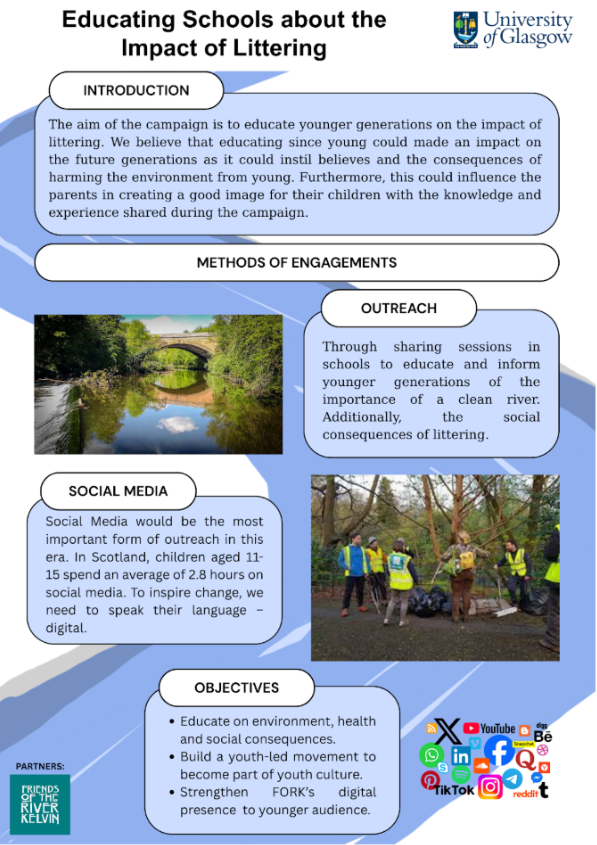 Educating Schools about the
Impact of Littering
University
of Glasgow
INTRODUCTION
The aim of the campaign is to educate younger generations on the impact of
littering. We believe that educating since young could made an impact on
the future generations as it could instil believes and the consequences of
harming the environment from young. Furthermore, this could influence the
parents in creating a good image for their children with the knowledge and
experience shared during the campaign.
METHODS OF ENGAGEMENTS
OUTREACH
Through sharing sessions in
schools to educate and inform
younger generations of the
importance of a clean river.
Additionally, the social
consequences of littering.
SOCIAL MEDIA
Social Media would be the most
important form of outreach in this
era. In Scotland, children aged 11-
15 spend an average of 2.8 hours on
social media. To inspire change, we
need to speak their language –
digital.
OBJECTIVES
• Educate on environment, health
and social consequences.
• Build a youth-led movement to
become part of youth culture.
• Strengthen FORK's digital
presence to younger audience.
PARTNERS:
FRIENDS
OF THE
RIVER
KELVIN
X
YouTube
digg
Bē
Snapchat
in
TikTok
reddit
t